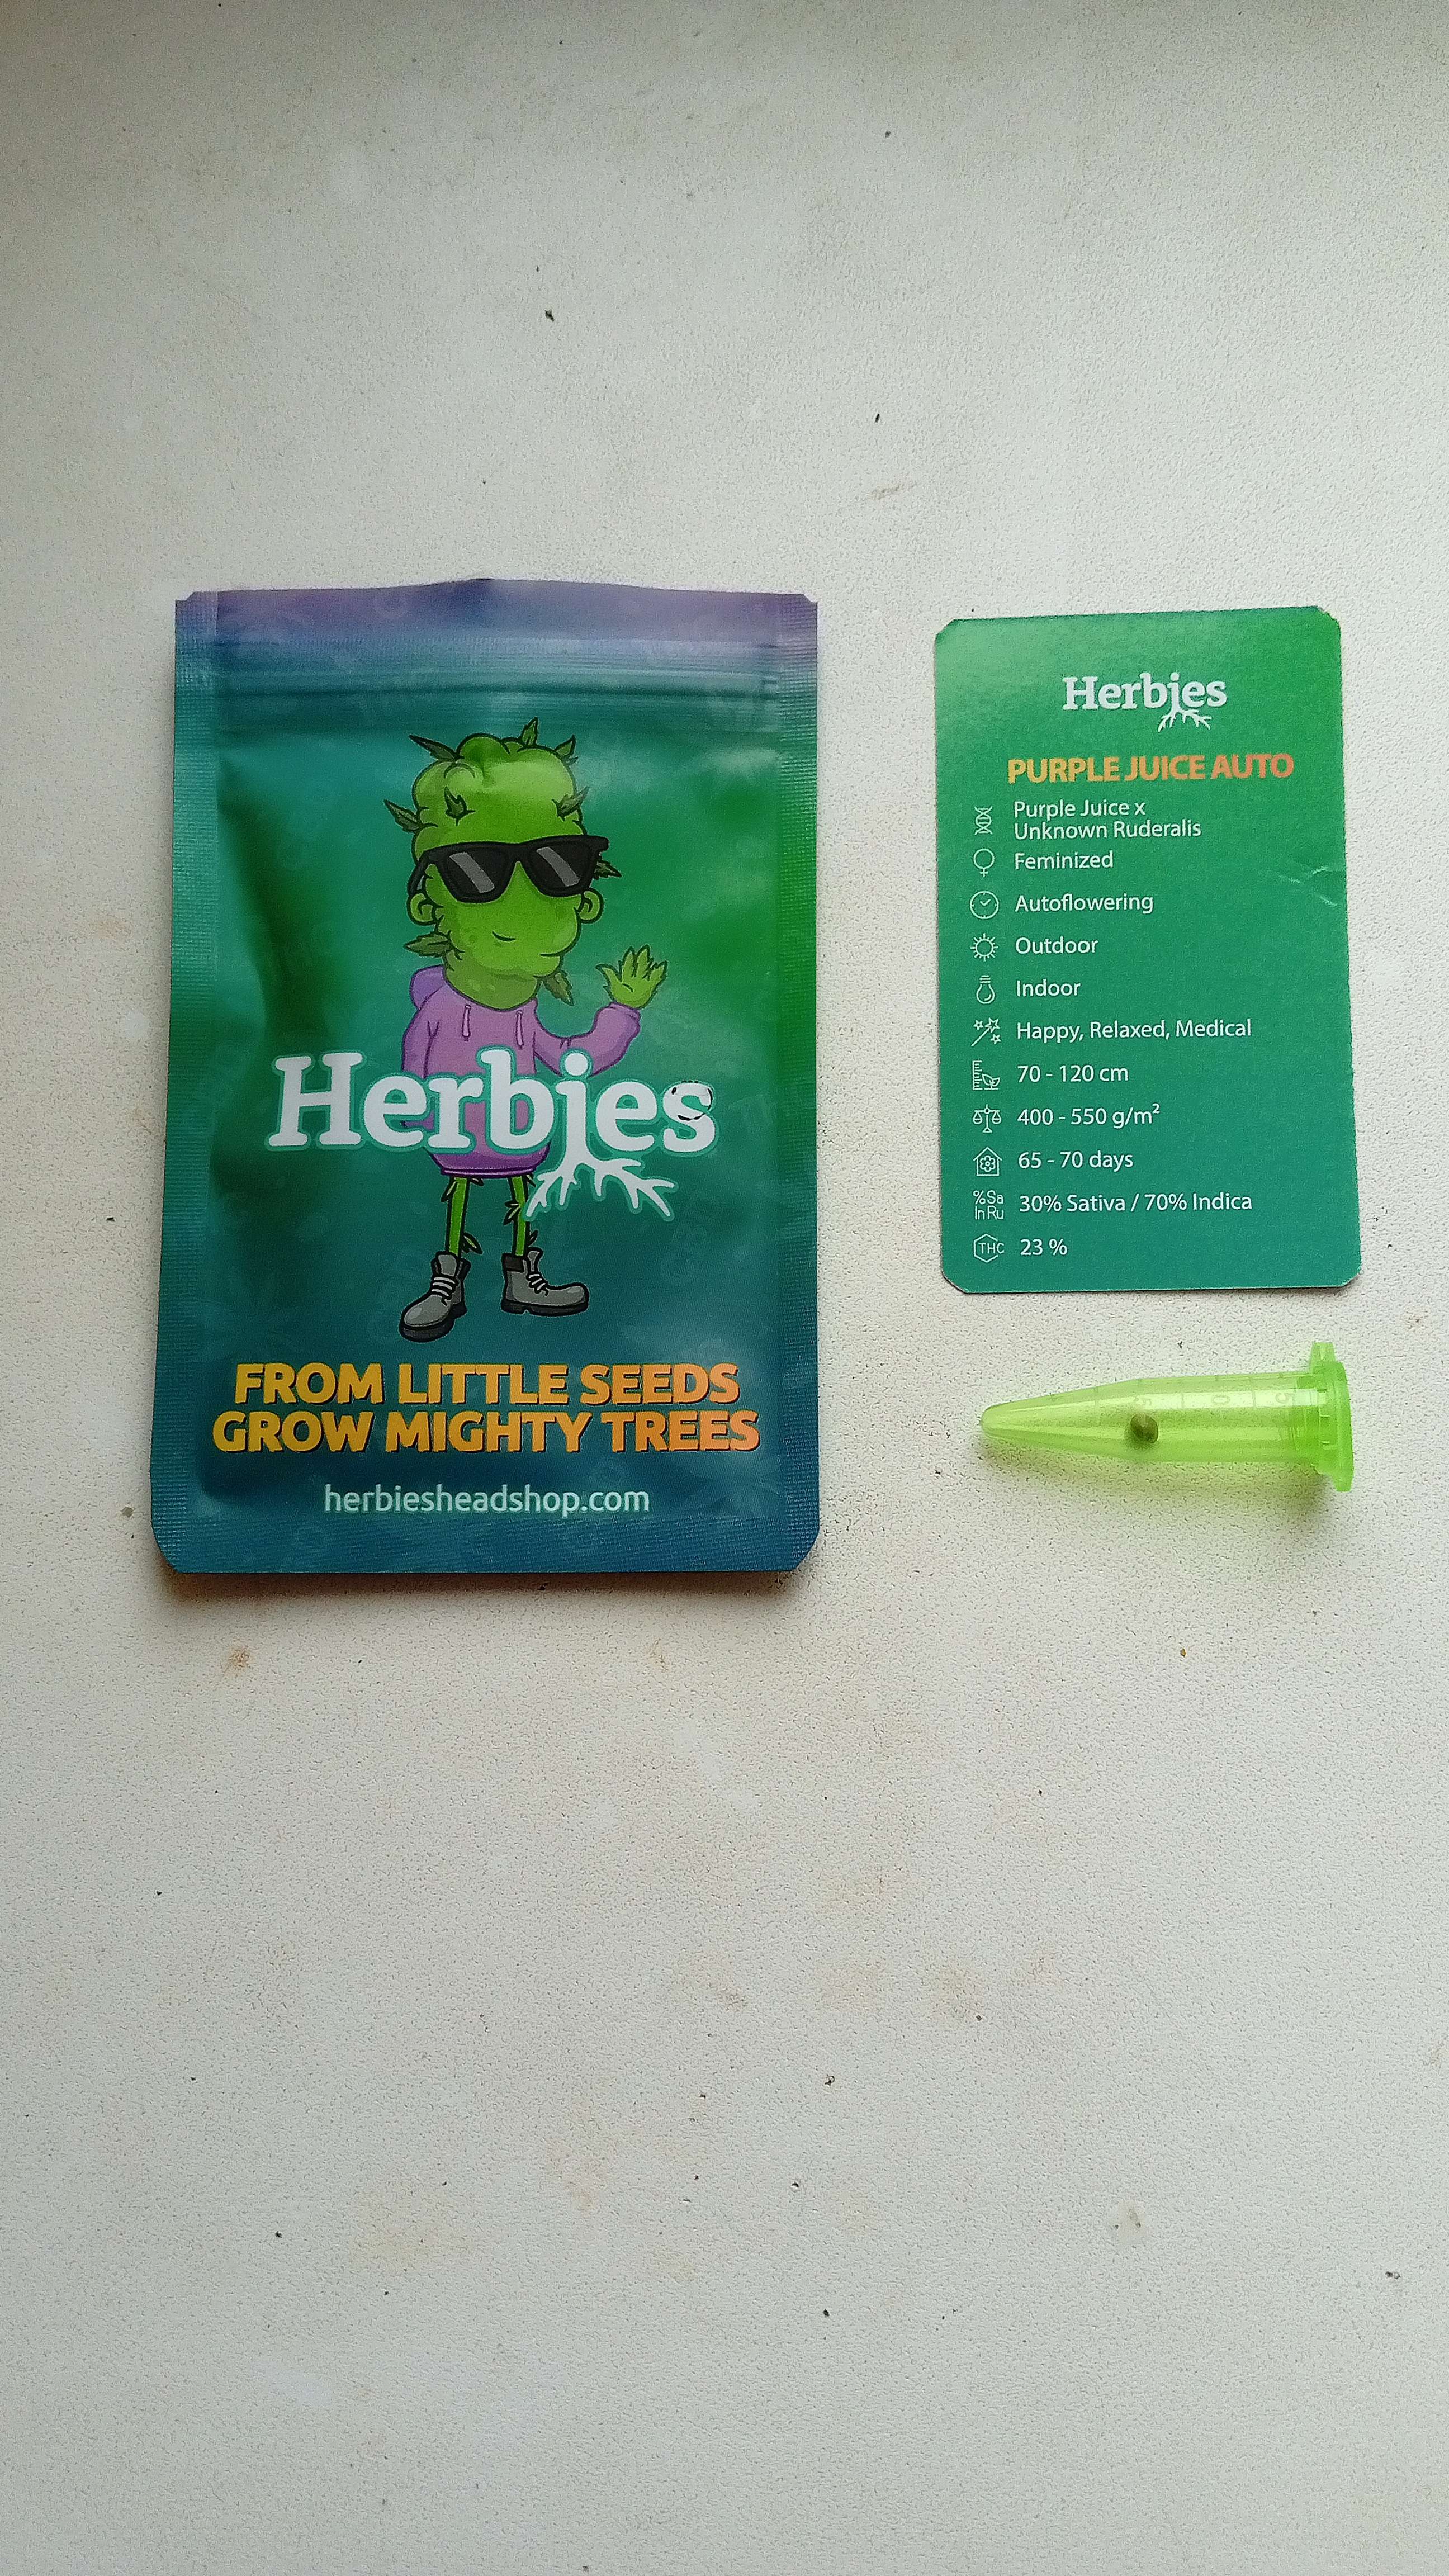 Herbies
FROM LITTLE SEEDS
GROW MIGHTY TREES
herbiesheadshop.com
Herbies
PURPLE JUICE AUTO
Purple Juice x
Unknown Ruderalis
Feminized
Autoflowering
Outdoor
Indoor
Happy, Relaxed, Medical
70 - 120 cm
400 - 550 g/m²
65 - 70 days
%Sa
InRu
30% Sativa / 70% Indica
THC
23 %